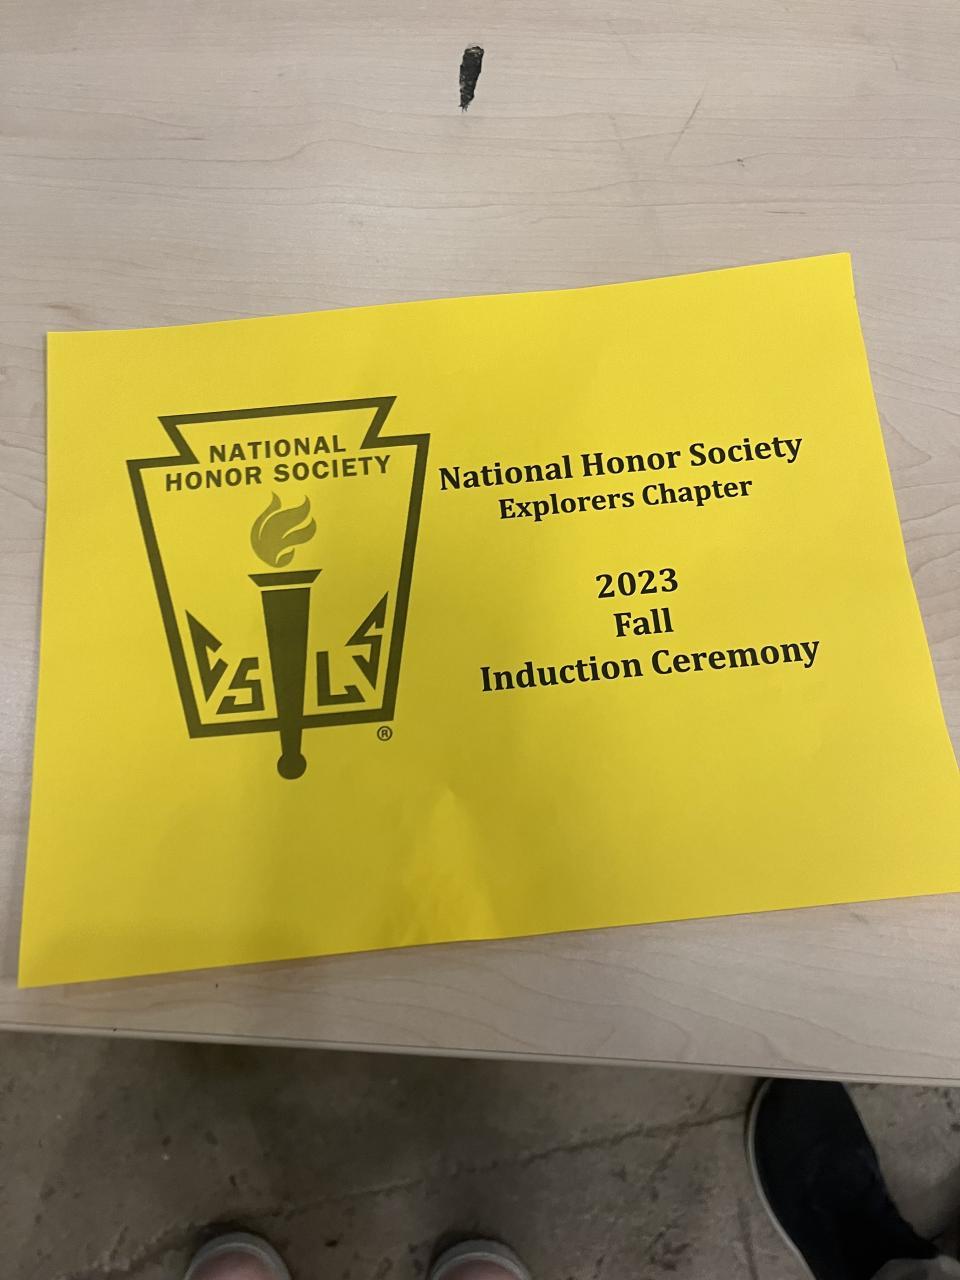 NATIONAL
HONOR SOCIETY
C S L S
®
National Honor Society
Explorers Chapter
2023
Fall
Induction Ceremony